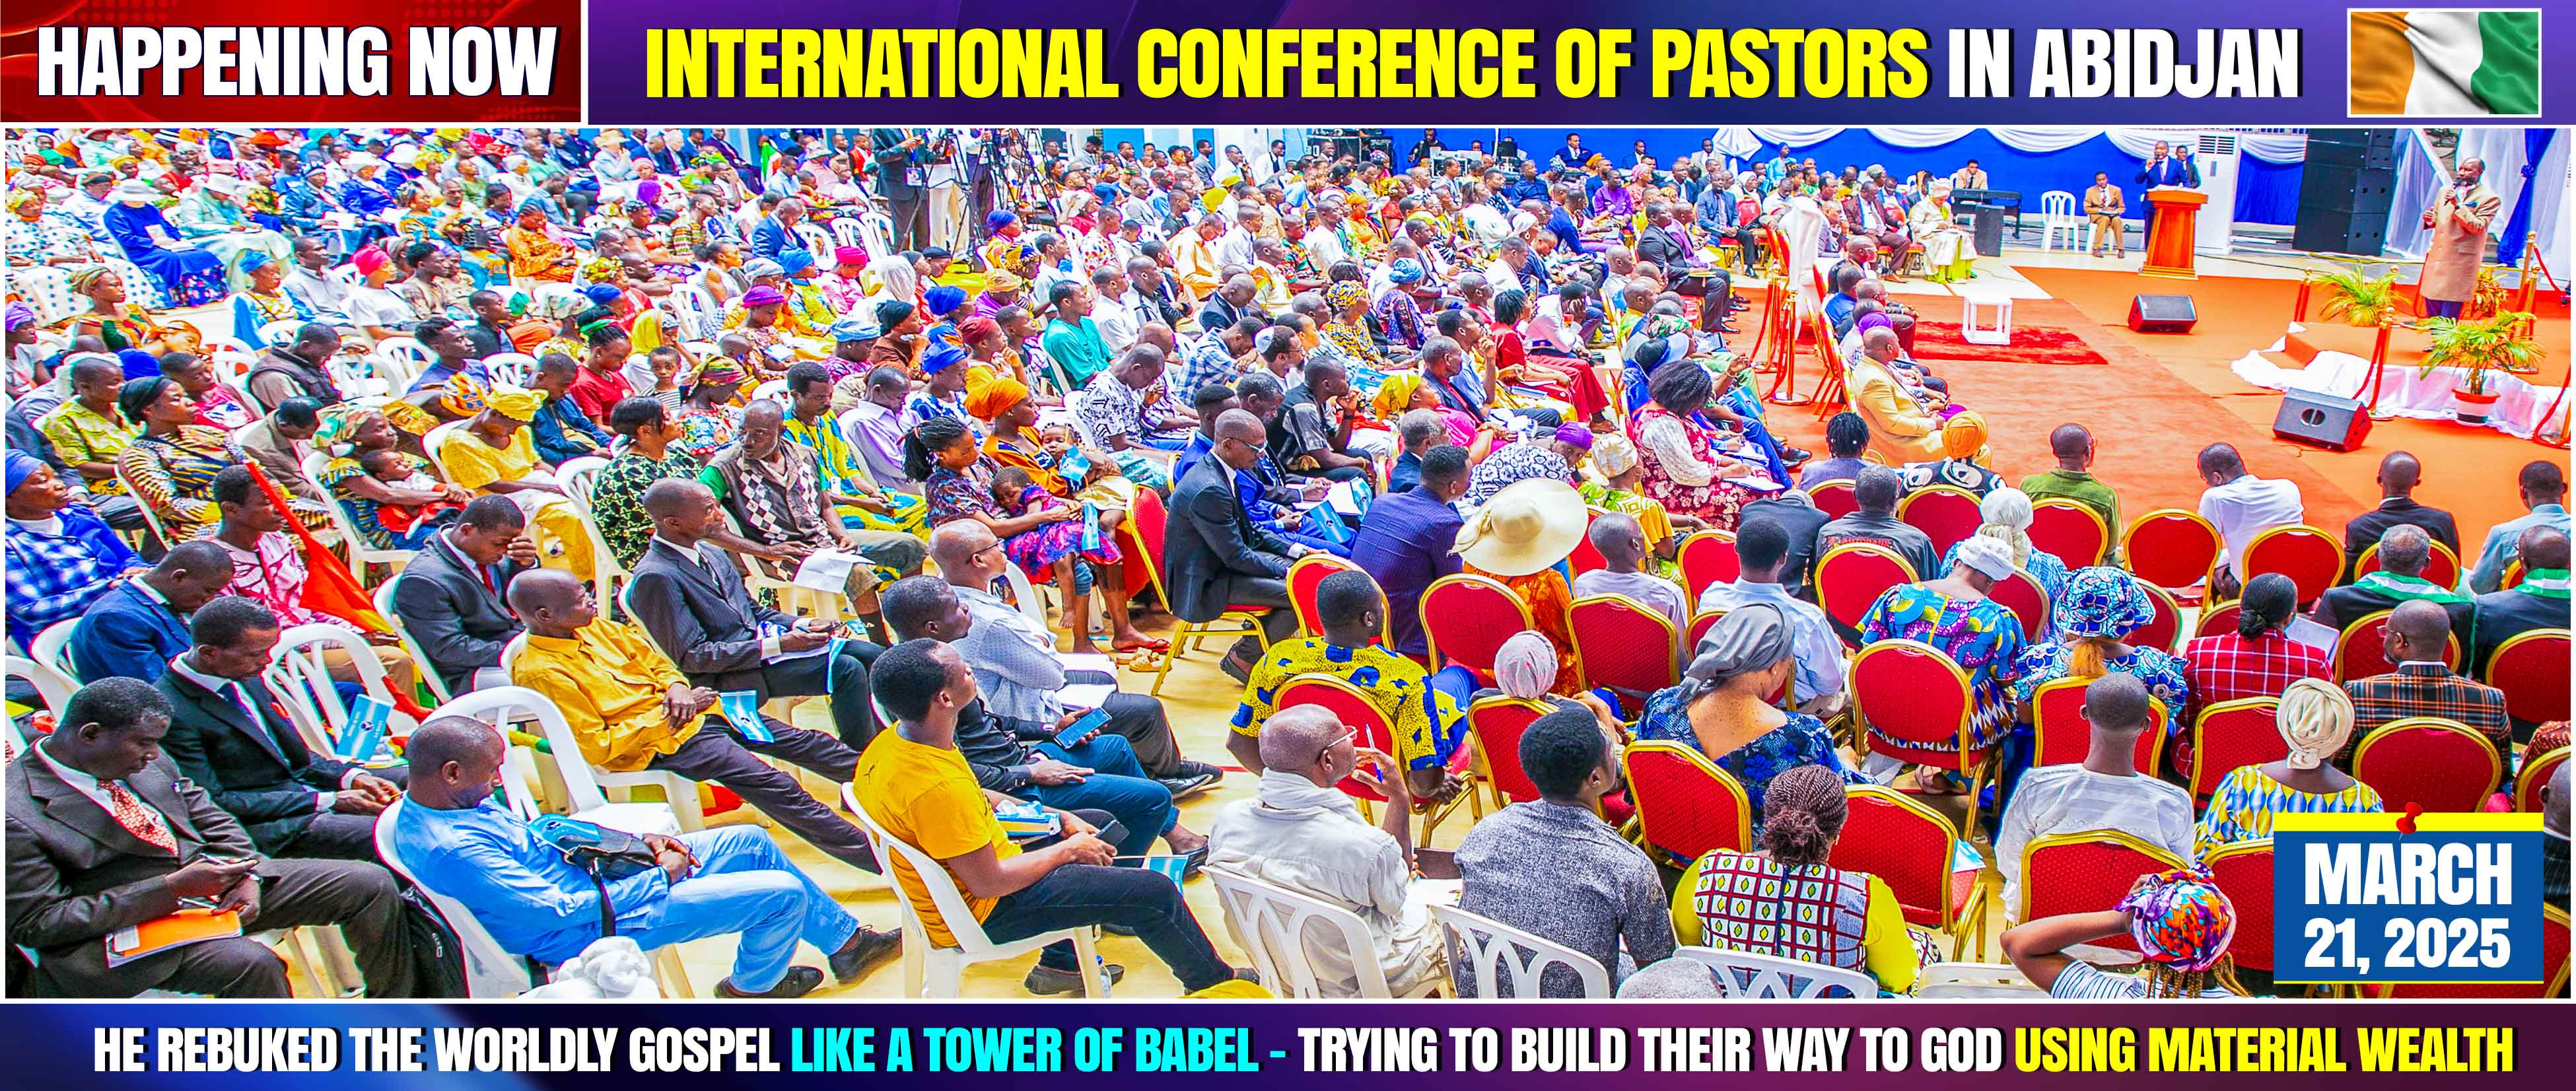 HAPPENING NOW
INTERNATIONAL CONFERENCE OF PASTORS IN ABIDJAN
MARCH
21, 2025
HE REBUKED THE WORLDLY GOSPEL LIKE A TOWER OF BABEL - TRYING TO BUILD THEIR WAY TO GOD USING MATERIAL WEALTH